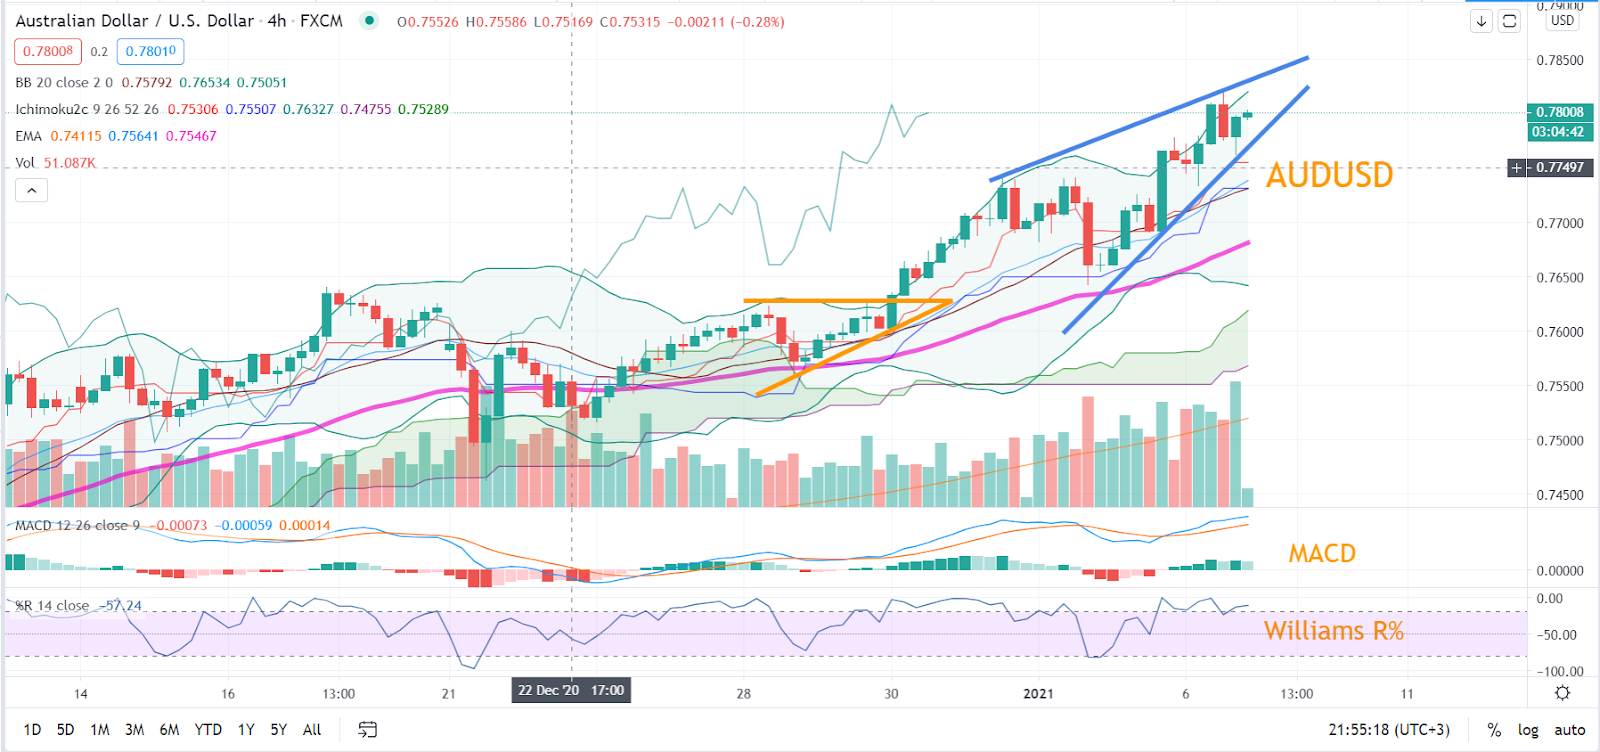 Australian Dollar / U.S. Dollar · 4h · FXCM O0.75526 H0.75586 L0.75169 C0.75315 −0.00211 (−0.28%)
0.78008 0.2 0.78010
BB 20 close 2 0 0.75792 0.76534 0.75051
Ichimoku2c 9 26 52 26 0.75306 0.75507 0.76327 0.74755 0.75289
EMA 0.74115 0.75641 0.75467
Vol 51.087K
0.79000
USD
0.78500
0.78008
03:04:42
0.77497
0.77000
0.76500
0.76000
0.75500
0.75000
0.74500
AUDUSD
MACD 12 26 close 9 −0.00073 −0.00059 0.00014
MACD
0.00000
%R 14 close −57.24
Williams R%
0.00
−50.00
−100.00
14 16 13:00 21 22 Dec '20 17:00 28 30 2021 6 13:00 11
1D 5D 1M 3M 6M YTD 1Y 5Y All 21:55:18 (UTC+3) % log auto